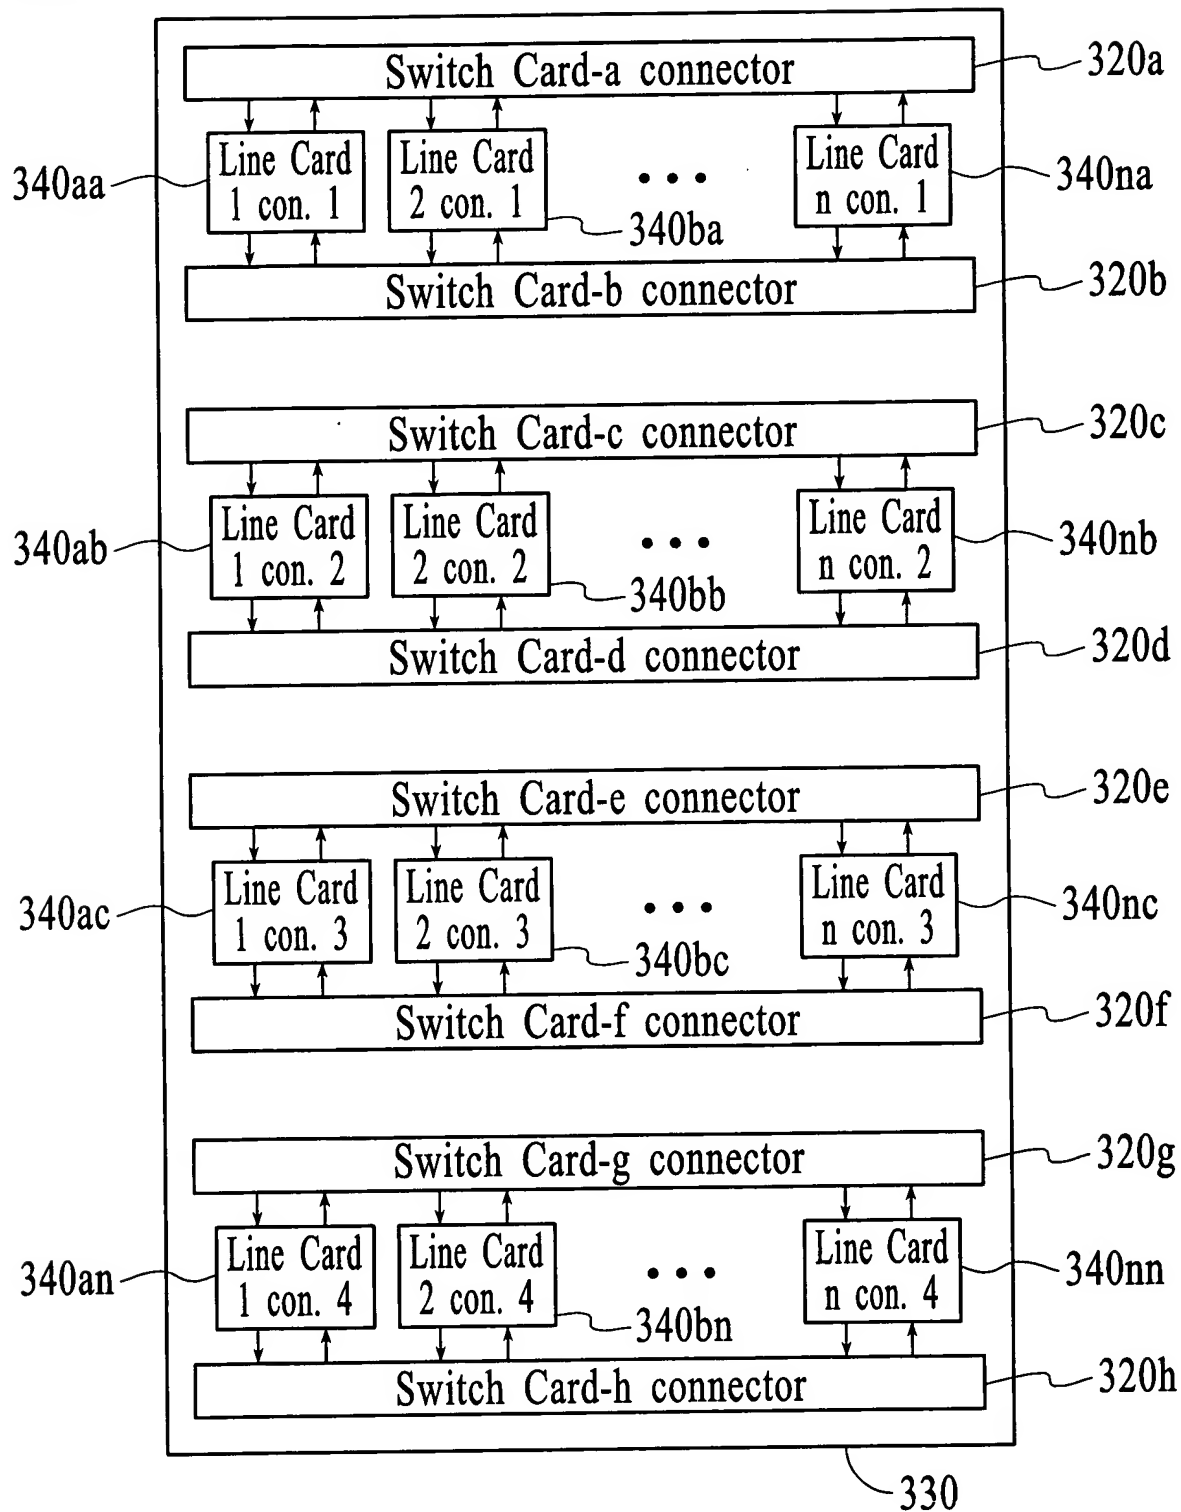 Switch Card-a connector
320a
Line Card
1 con. 1
Line Card
2 con. 1
Line Card
n con. 1
340aa
340ba
340na
Switch Card-b connector
320b
Switch Card-c connector
320c
Line Card
1 con. 2
Line Card
2 con. 2
Line Card
n con. 2
340ab
340bb
340nb
Switch Card-d connector
320d
Switch Card-e connector
320e
Line Card
1 con. 3
Line Card
2 con. 3
Line Card
n con. 3
340ac
340bc
340nc
Switch Card-f connector
320f
Switch Card-g connector
320g
Line Card
1 con. 4
Line Card
2 con. 4
Line Card
n con. 4
340an
340bn
340nn
Switch Card-h connector
320h
330